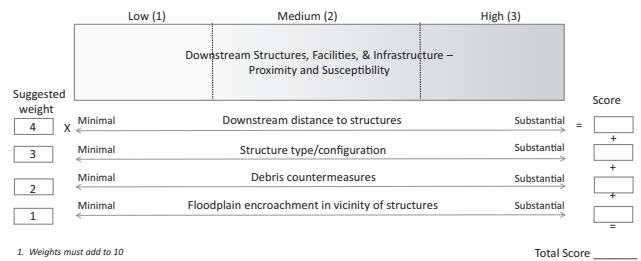 Low (1) Medium (2) High (3)
Downstream Structures, Facilities, & Infrastructure –
Proximity and Susceptibility
Suggested
weight
Score
4 X Minimal Downstream distance to structures Substantial =
+
3 Minimal Structure type/configuration Substantial
+
2 Minimal Debris countermeasures Substantial
+
1 Minimal Floodplain encroachment in vicinity of structures Substantial
=
1. Weights must add to 10
Total Score _______